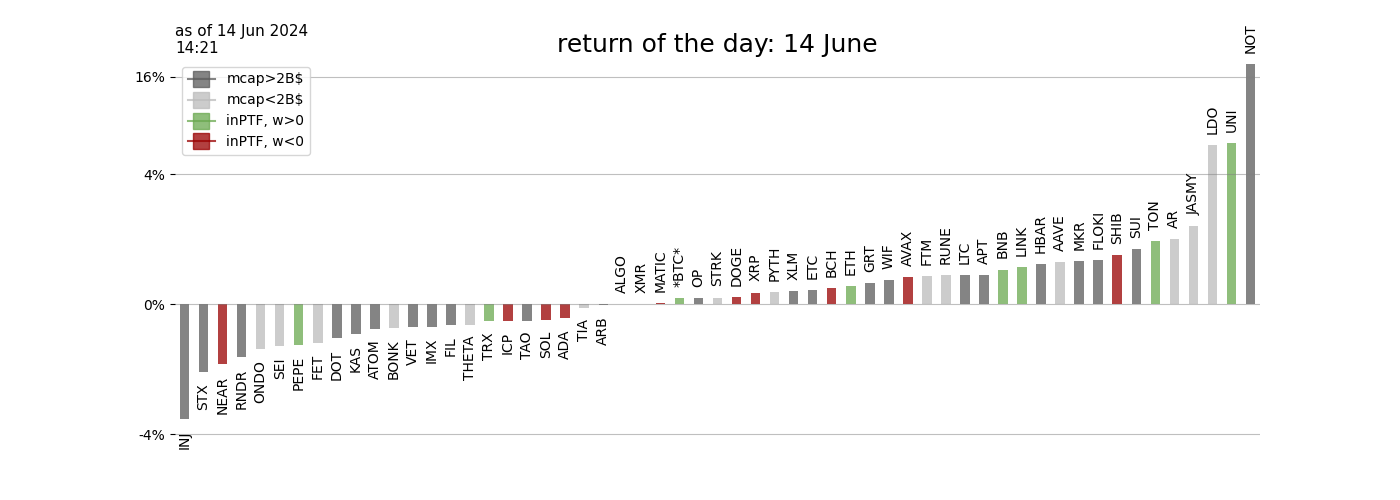 as of 14 Jun 2024
14:21
return of the day: 14 June
16%
4%
0%
-4%
mcap>2B$
mcap<2B$
inPTF, w>0
inPTF, w<0
INJ
STX
NEAR
RNDR
ONDO
SEI
PEPE
FET
DOT
KAS
ATOM
BONK
VET
IMX
FIL
THETA
TRX
ICP
TAO
SOL
ADA
TIA
ARB
ALGO
XMR
MATIC
*BTC*
OP
STRK
DOGE
XRP
PYTH
XLM
ETC
BCH
ETH
GRT
WIF
AVAX
FTM
RUNE
LTC
APT
BNB
LINK
HBAR
AAVE
MKR
FLOKI
SHIB
SUI
TON
AR
JASMY
LDO
UNI
NOT